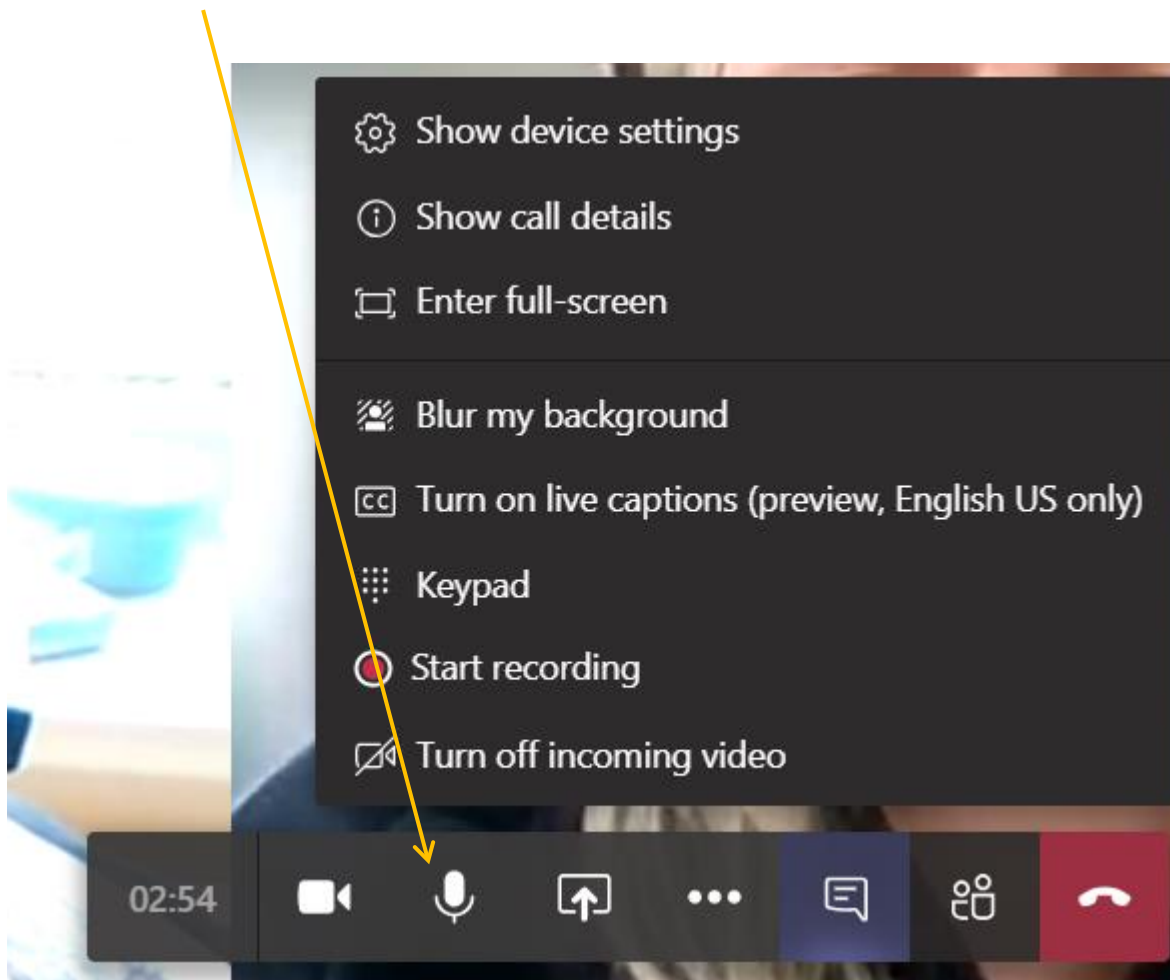 Show device settings
Show call details
Enter full-screen
Blur my background
CC Turn on live captions (preview, English US only)
Keypad
Start recording
Turn off incoming video
02:54